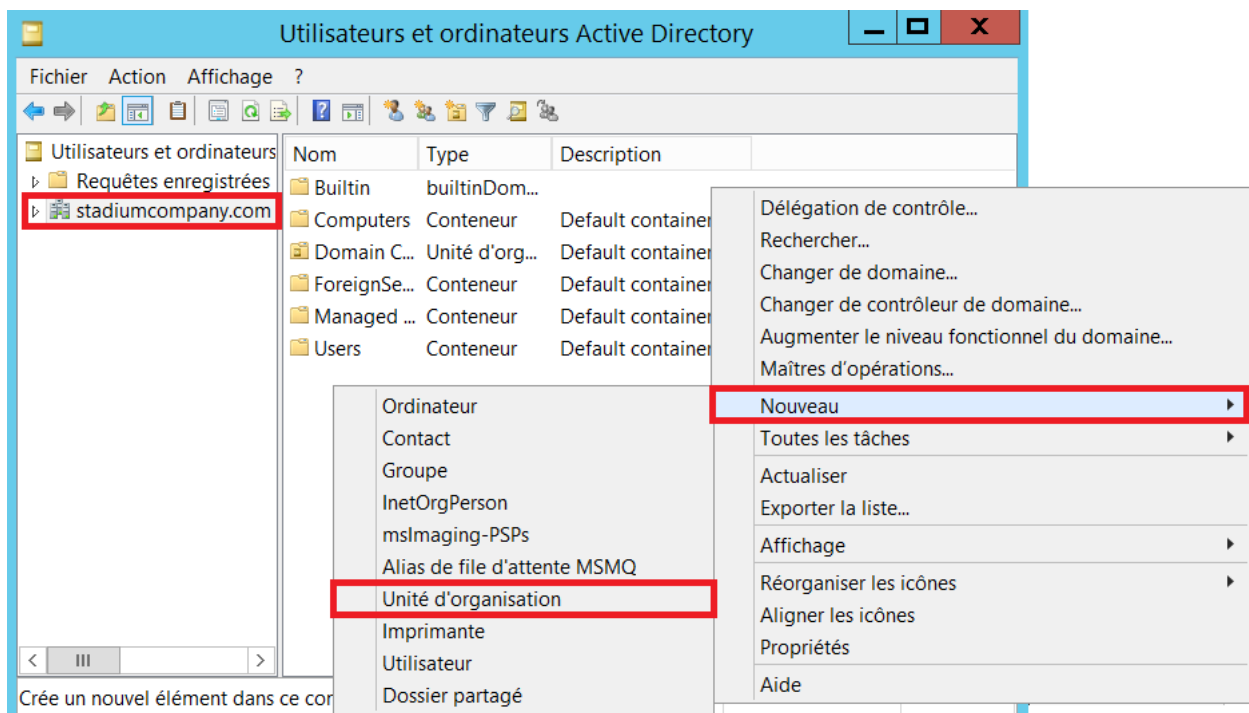 Utilisateurs et ordinateurs Active Directory
Fichier Action Affichage ?
Utilisateurs et ordinateurs
Requêtes enregistrées
stadiumcompany.com
Nom Type Description
Builtin builtinDom...
Computers Conteneur Default container
Domain C... Unité d'org... Default container
ForeignSe... Conteneur Default container
Managed ... Conteneur Default container
Users Conteneur Default container
Délégation de contrôle...
Rechercher...
Changer de domaine...
Changer de contrôleur de domaine...
Augmenter le niveau fonctionnel du domaine...
Maîtres d'opérations...
Nouveau
Toutes les tâches
Actualiser
Exporter la liste...
Affichage
Réorganiser les icônes
Aligner les icônes
Propriétés
Aide
Ordinateur
Contact
Groupe
InetOrgPerson
msImaging-PSPs
Alias de file d'attente MSMQ
Unité d'organisation
Imprimante
Utilisateur
Dossier partagé
Crée un nouvel élément dans ce cor